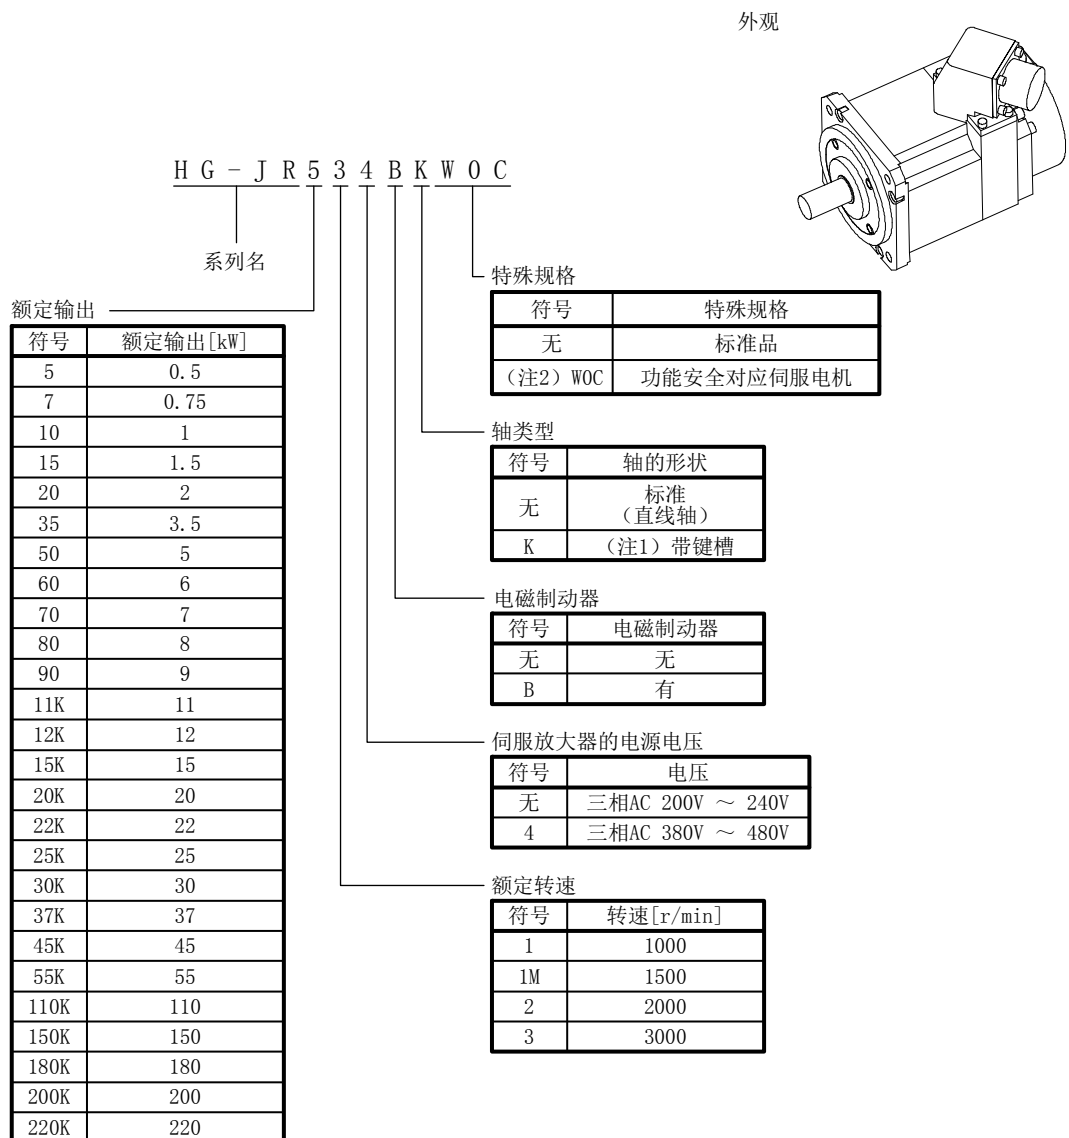 外观
HG-JR534BKW0C
系列名
额定输出
符号 额定输出[kW]
5 0.5
7 0.75
10 1
15 1.5
20 2
35 3.5
50 5
60 6
70 7
80 8
90 9
11K 11
12K 12
15K 15
20K 20
22K 22
25K 25
30K 30
37K 37
45K 45
55K 55
110K 110
150K 150
180K 180
200K 200
220K 220
特殊规格
符号 特殊规格
无 标准品
（注2）W0C 功能安全对应伺服电机
轴类型
符号 轴的形状
无 标准
（直线轴）
K （注1）带键槽
电磁制动器
符号 电磁制动器
无 无
B 有
伺服放大器的电源电压
符号 电压
无 三相AC 200V ～ 240V
4 三相AC 380V ～ 480V
额定转速
符号 转速[r/min]
1 1000
1M 1500
2 2000
3 3000